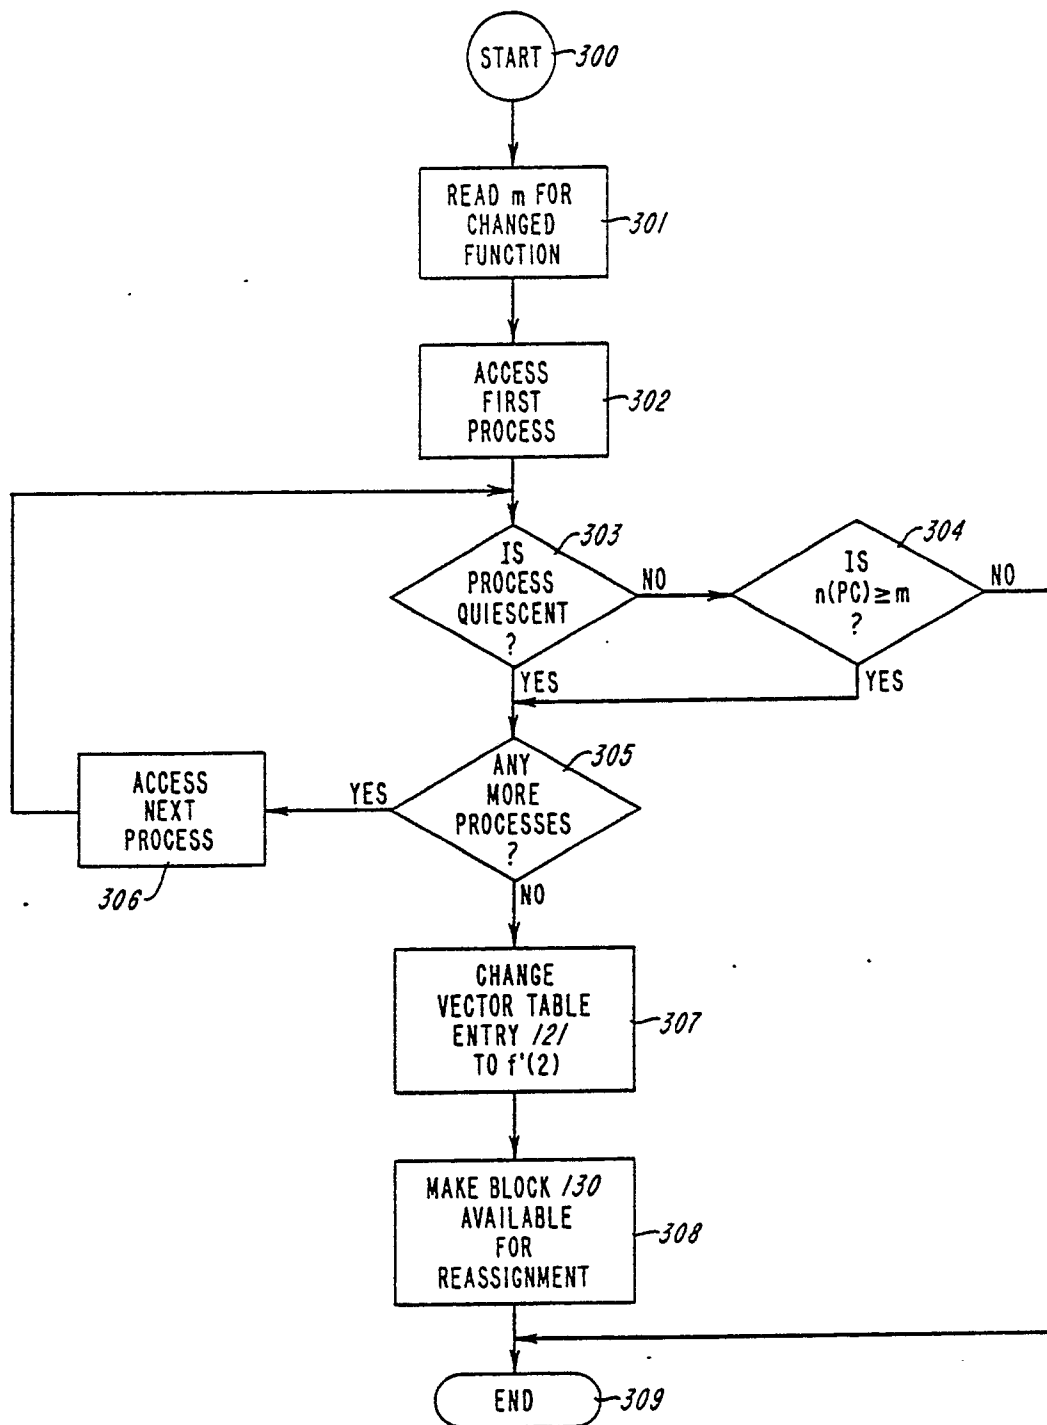 START
300
READ m FOR
CHANGED
FUNCTION
301
ACCESS
FIRST
PROCESS
302
303
IS
PROCESS
QUIESCENT
?
NO
YES
304
IS
n(PC)≥m
?
NO
YES
305
ANY
MORE
PROCESSES
?
YES
NO
ACCESS
NEXT
PROCESS
306
CHANGE
VECTOR TABLE
ENTRY 121
TO f'(2)
307
MAKE BLOCK 130
AVAILABLE
FOR
REASSIGNMENT
308
END
309